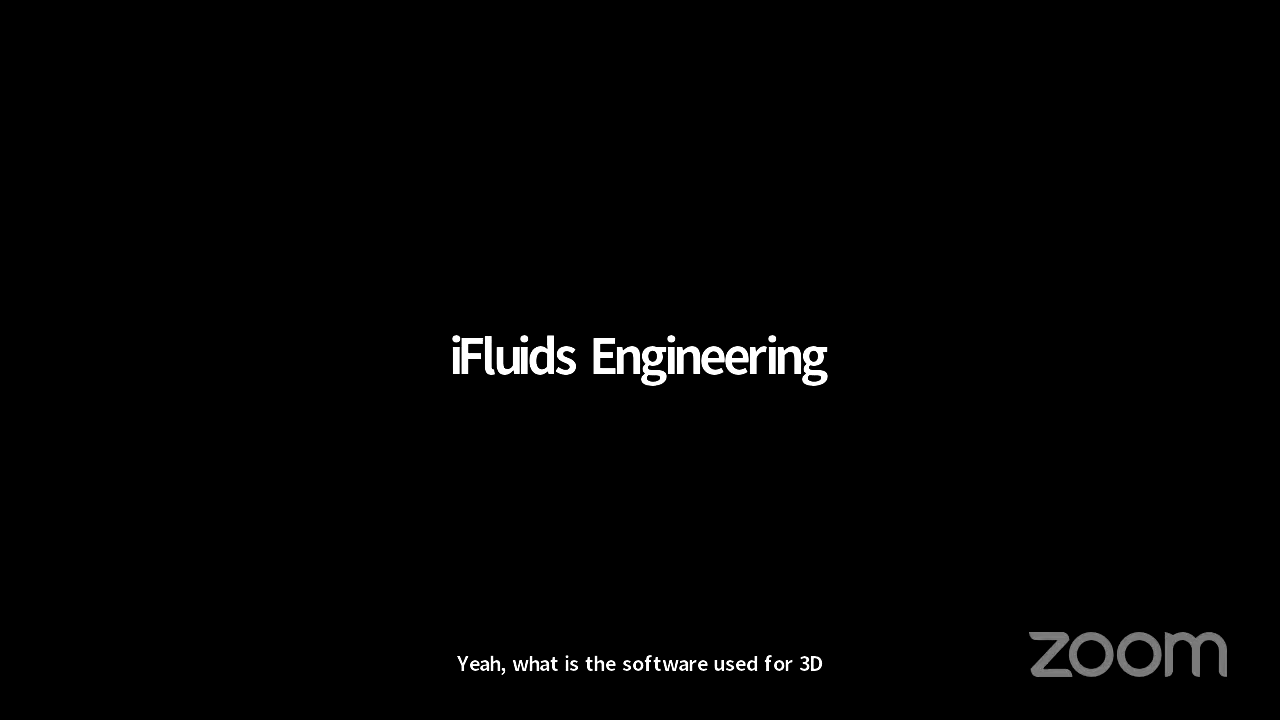 iFluids Engineering
Yeah, what is the software used for 3D
zoom